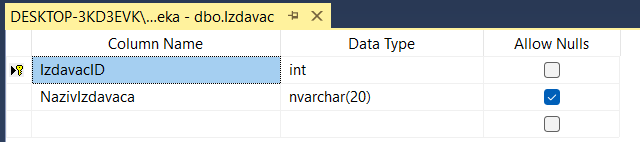 DESKTOP-3KD3EVK\...eka - dbo.Izdavac
Column Name Data Type Allow Nulls
IzdavacID int
NazivIzdavaca nvarchar(20)